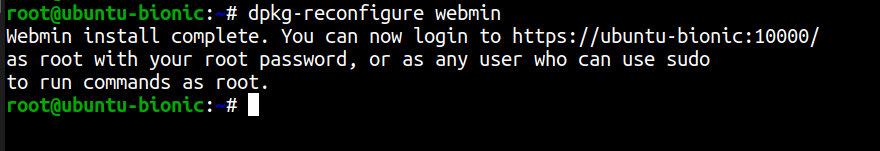 root@ubuntu-bionic:~# dpkg-reconfigure webmin
Webmin install complete. You can now login to https://ubuntu-bionic:10000/
as root with your root password, or as any user who can use sudo
to run commands as root.
root@ubuntu-bionic:~#